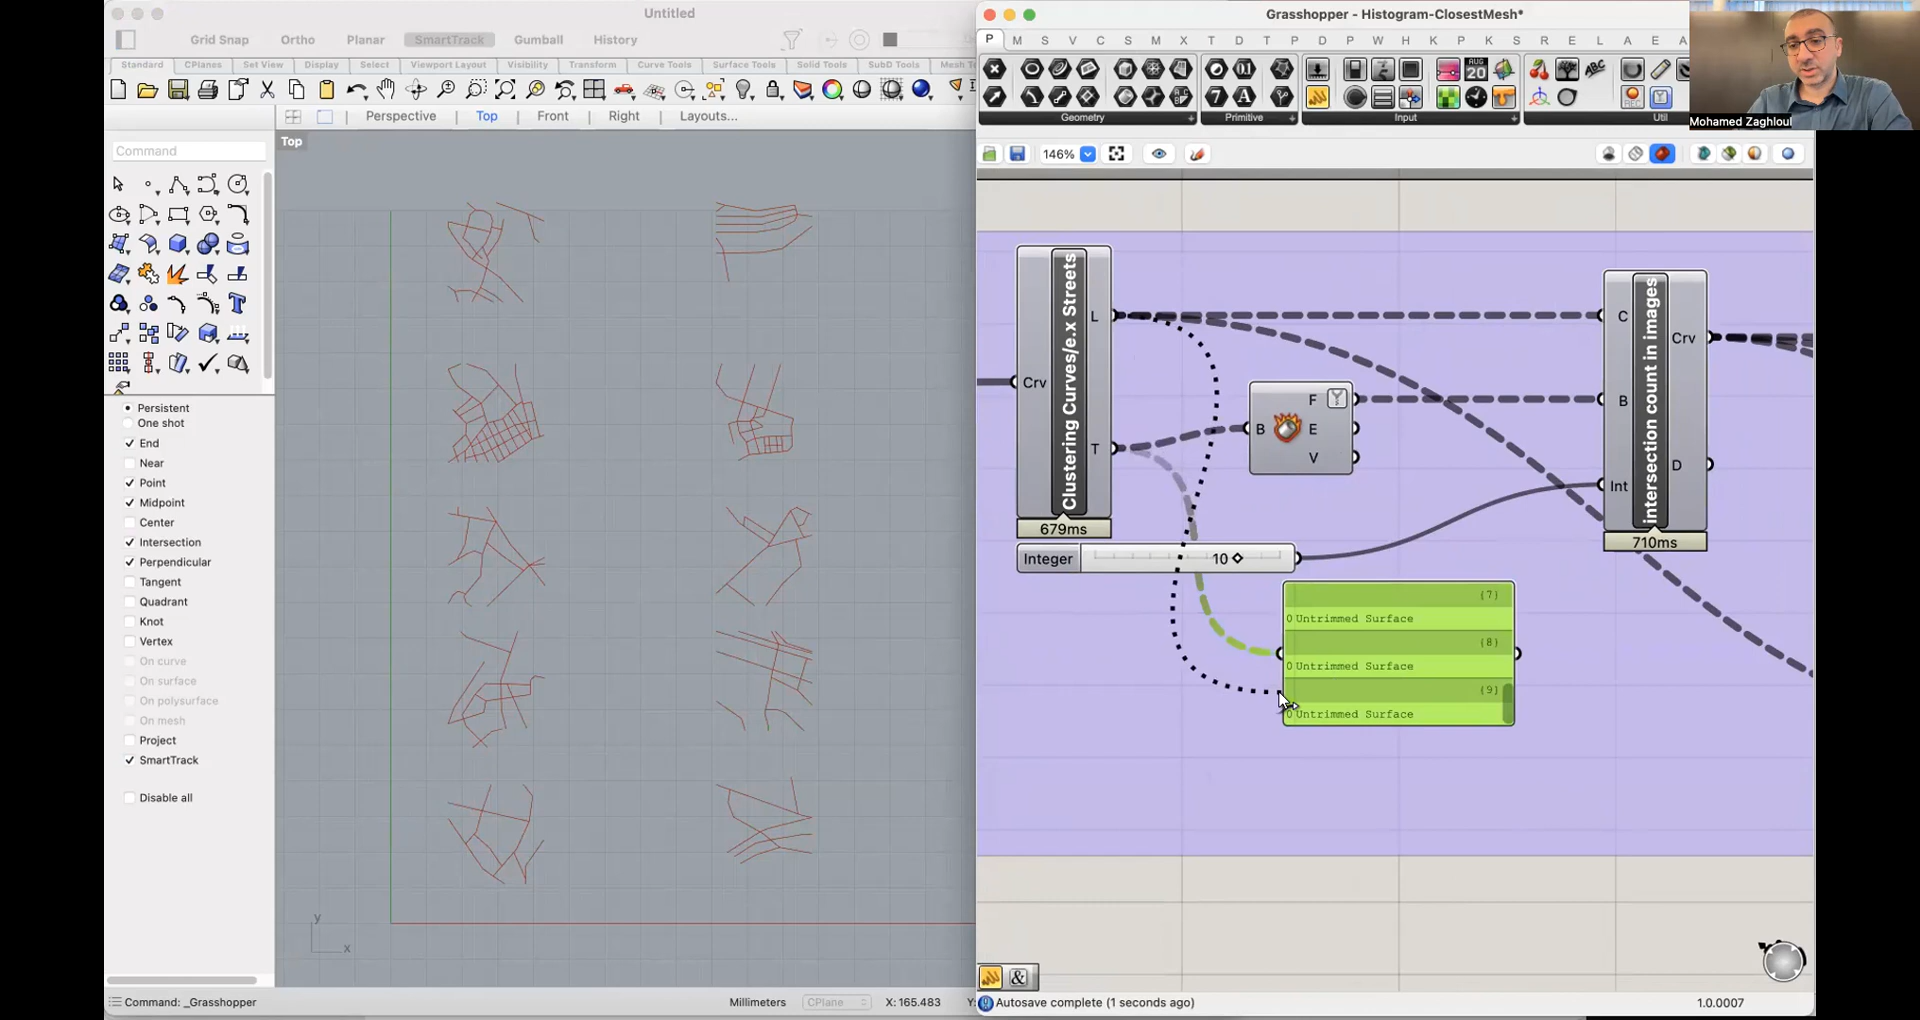 Untitled
Grid Snap
Ortho
Planar
SmartTrack
Gumball
History
Standard
CPlanes
Set View
Display
Select
Viewport Layout
Visibility
Transform
Curve Tools
Surface Tools
Solid Tools
SubD Tools
Mesh To
Perspective
Top
Front
Right
Layouts...
Command
Top
Persistent
One shot
End
Near
Point
Midpoint
Center
Intersection
Perpendicular
Tangent
Quadrant
Knot
Vertex
On curve
On surface
On polysurface
On mesh
Project
SmartTrack
Disable all
y
x
Command: _Grasshopper
Millimeters
CPlane
X: 165.483
Y:
Grasshopper - Histogram-ClosestMesh*
P M S V C S M X T D T P D P W H K P K S R E L A E S A
Geometry
Primitive
Input
Util
Mohamed Zaghloul
146%
Crv
Clustering Curves/e.x Streets
L
T
679ms
B
F
E
V
Integer
10
C
B
Int
intersection count in images
Crv
D
710ms
{7}
0 Untrimmed Surface
{8}
0 Untrimmed Surface
{9}
0 Untrimmed Surface
Autosave complete (1 seconds ago)
1.0.0007